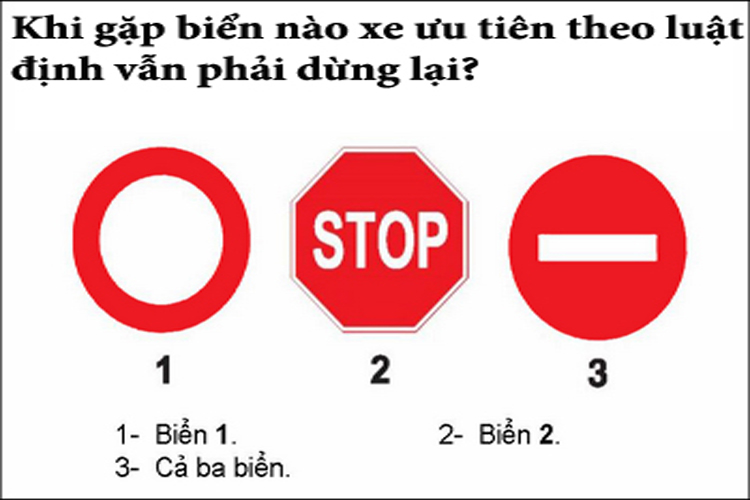 Khi gặp biển nào xe ưu tiên theo luật
định vẫn phải dừng lại?
STOP
1 2 3
1- Biển 1. 2- Biển 2.
3- Cả ba biển.